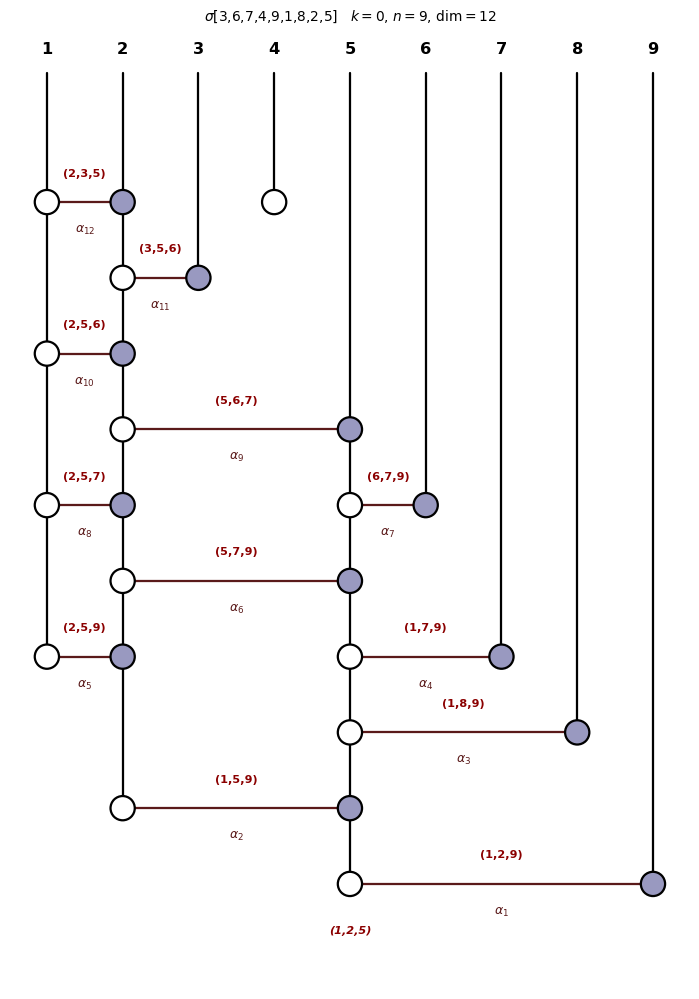 σ[3,6,7,4,9,1,8,2,5]   k = 0, n = 9, dim = 12
1 2 3 4 5 6 7 8 9
(2,3,5)
α₁₂
(3,5,6)
α₁₁
(2,5,6)
α₁₀
(5,6,7)
α₉
(2,5,7) (6,7,9)
α₈ α₇
(5,7,9)
α₆
(2,5,9) (1,7,9)
α₅ α₄
(1,8,9)
α₃
(1,5,9)
α₂
(1,2,9)
α₁
(1,2,5)